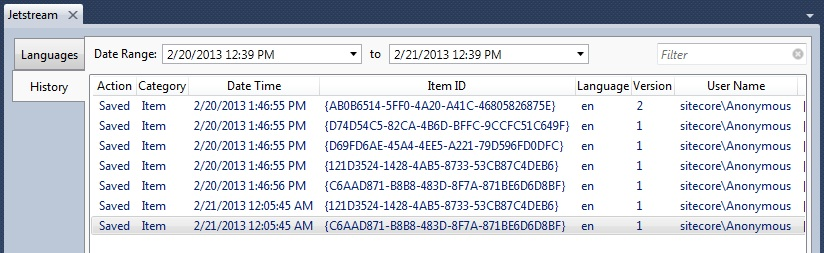 Jetstream
Languages
History
Date Range: 2/20/2013 12:39 PM to 2/21/2013 12:39 PM Filter
Action Category Date Time Item ID Language Version User Name
Saved Item 2/20/2013 1:46:55 PM {AB0B6514-5FF0-4A20-A41C-46805826875E} en 2 sitecore\Anonymous
Saved Item 2/20/2013 1:46:55 PM {D74D54C5-82CA-4B6D-BFFC-9CCFC51C649F} en 1 sitecore\Anonymous
Saved Item 2/20/2013 1:46:55 PM {D69FD6AE-45A4-4EE5-A221-79D596FD0DFC} en 1 sitecore\Anonymous
Saved Item 2/20/2013 1:46:55 PM {121D3524-1428-4AB5-8733-53CB87C4DEB6} en 1 sitecore\Anonymous
Saved Item 2/20/2013 1:46:56 PM {C6AAD871-B8B8-483D-8F7A-871BE6D6D8BF} en 1 sitecore\Anonymous
Saved Item 2/21/2013 12:05:45 AM {121D3524-1428-4AB5-8733-53CB87C4DEB6} en 1 sitecore\Anonymous
Saved Item 2/21/2013 12:05:45 AM {C6AAD871-B8B8-483D-8F7A-871BE6D6D8BF} en 1 sitecore\Anonymous